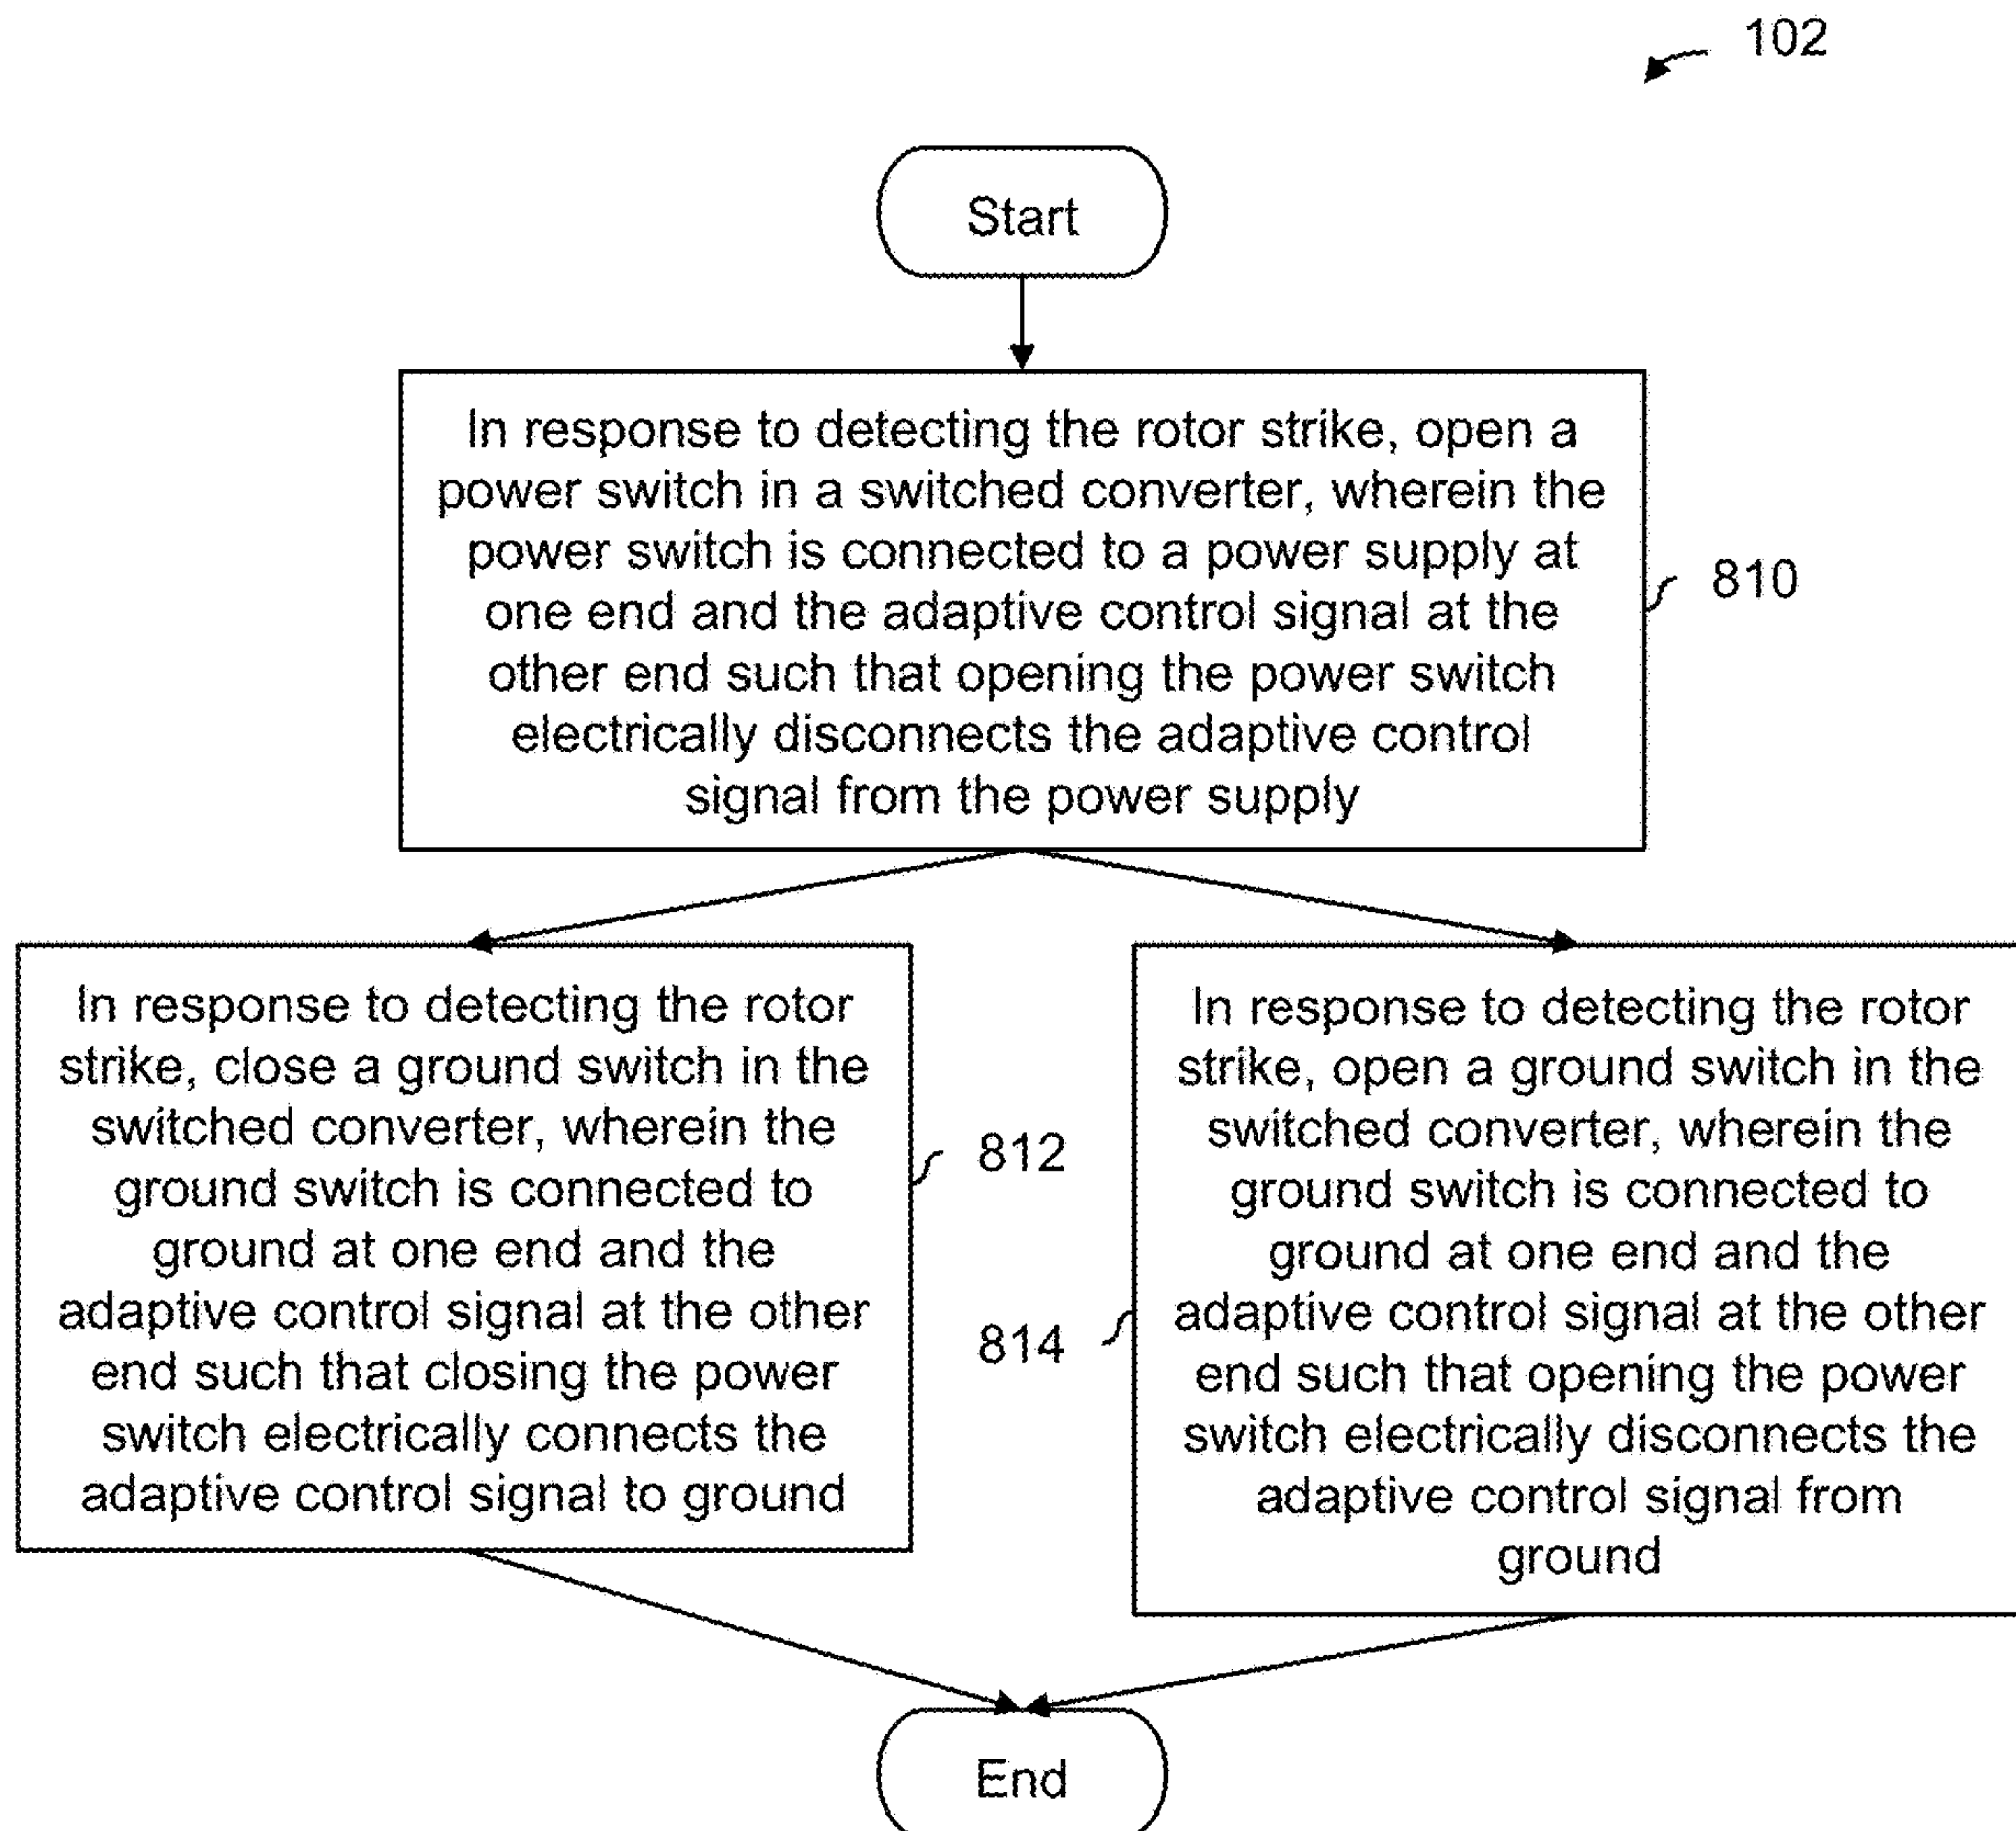 102
Start
In response to detecting the rotor strike, open a
power switch in a switched converter, wherein the
power switch is connected to a power supply at
one end and the adaptive control signal at the
other end such that opening the power switch
electrically disconnects the adaptive control
signal from the power supply
810
In response to detecting the rotor
strike, close a ground switch in the
switched converter, wherein the
ground switch is connected to
ground at one end and the
adaptive control signal at the other
end such that closing the power
switch electrically connects the
adaptive control signal to ground
812
In response to detecting the rotor
strike, open a ground switch in the
switched converter, wherein the
ground switch is connected to
ground at one end and the
adaptive control signal at the other
end such that opening the power
switch electrically disconnects the
adaptive control signal from
ground
814
End